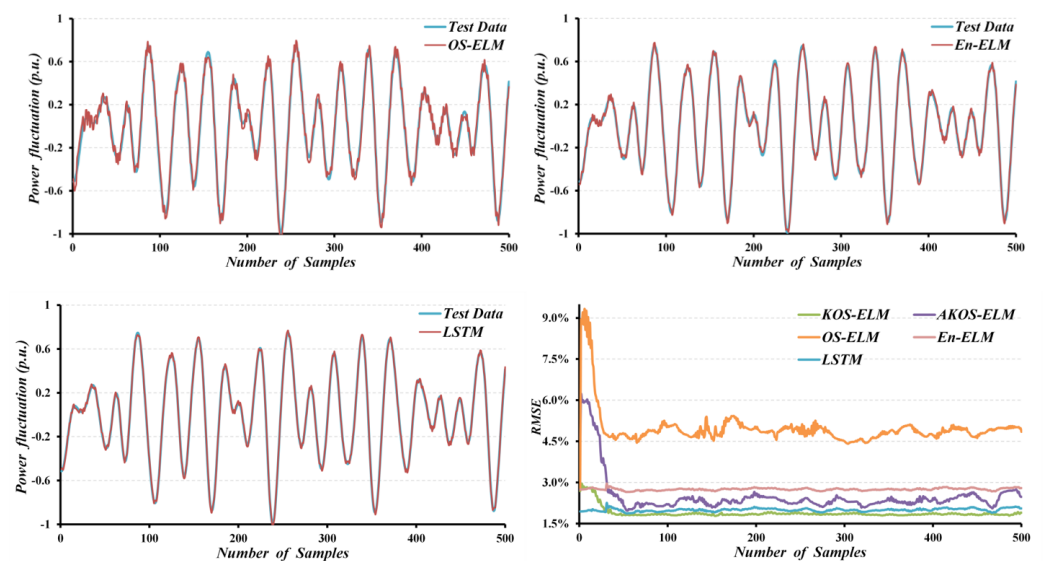 1
0.6
0.2
-0.2
-0.6
-1
Power fluctuation (p.u.)
Test Data
OS-ELM
0 100 200 300 400 500
Number of Samples
1
0.6
0.2
-0.2
-0.6
-1
Power fluctuation (p.u.)
Test Data
En-ELM
0 100 200 300 400 500
Number of Samples
1
0.6
0.2
-0.2
-0.6
-1
Power fluctuation (p.u.)
Test Data
LSTM
0 100 200 300 400 500
Number of Samples
9.0%
7.5%
6.0%
4.5%
3.0%
1.5%
RMSE
KOS-ELM AKOS-ELM
OS-ELM En-ELM
LSTM
0 100 200 300 400 500
Number of Samples